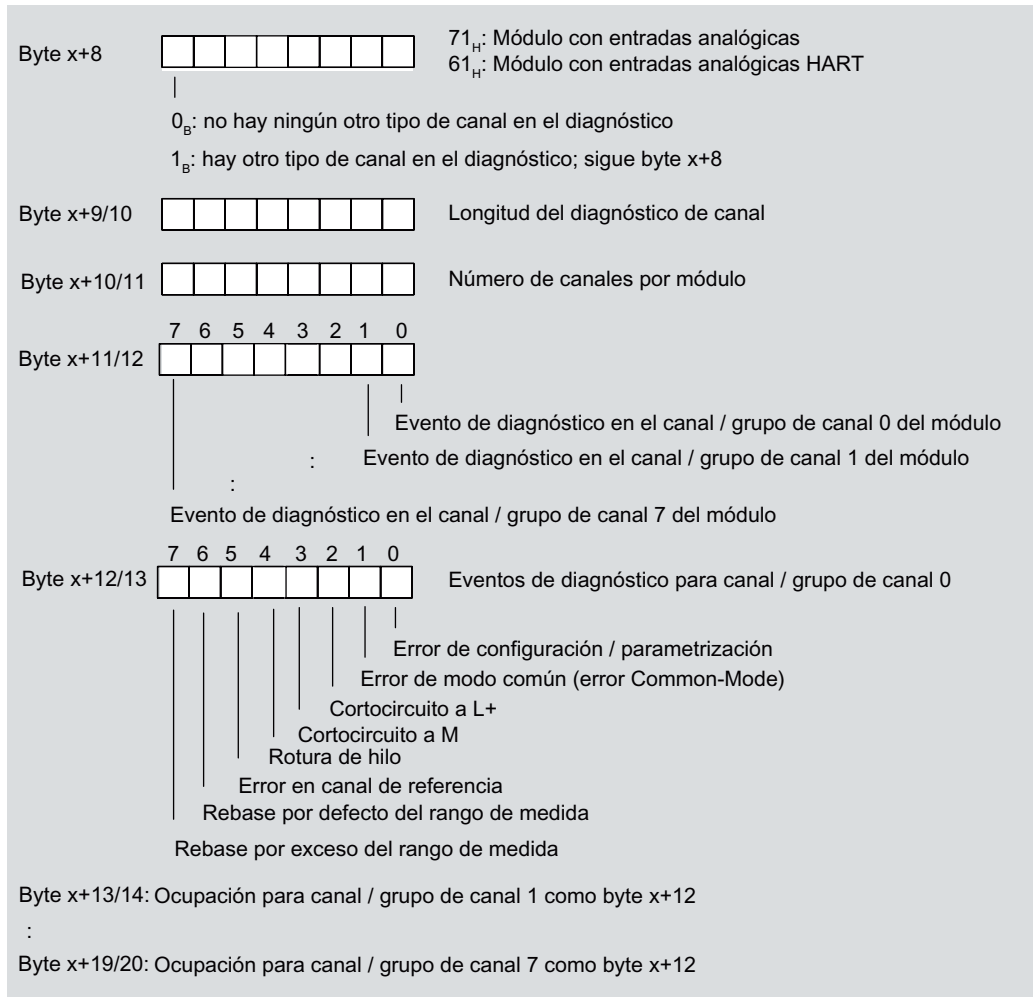 Byte x+8
71H: Módulo con entradas analógicas
61H: Módulo con entradas analógicas HART
0B: no hay ningún otro tipo de canal en el diagnóstico
1B: hay otro tipo de canal en el diagnóstico; sigue byte x+8
Byte x+9/10 Longitud del diagnóstico de canal
Byte x+10/11 Número de canales por módulo
7 6 5 4 3 2 1 0
Byte x+11/12
Evento de diagnóstico en el canal / grupo de canal 0 del módulo
: Evento de diagnóstico en el canal / grupo de canal 1 del módulo
:
Evento de diagnóstico en el canal / grupo de canal 7 del módulo
7 6 5 4 3 2 1 0
Byte x+12/13 Eventos de diagnóstico para canal / grupo de canal 0
Error de configuración / parametrización
Error de modo común (error Common-Mode)
Cortocircuito a L+
Cortocircuito a M
Rotura de hilo
Error en canal de referencia
Rebase por defecto del rango de medida
Rebase por exceso del rango de medida
Byte x+13/14: Ocupación para canal / grupo de canal 1 como byte x+12
:
Byte x+19/20: Ocupación para canal / grupo de canal 7 como byte x+12